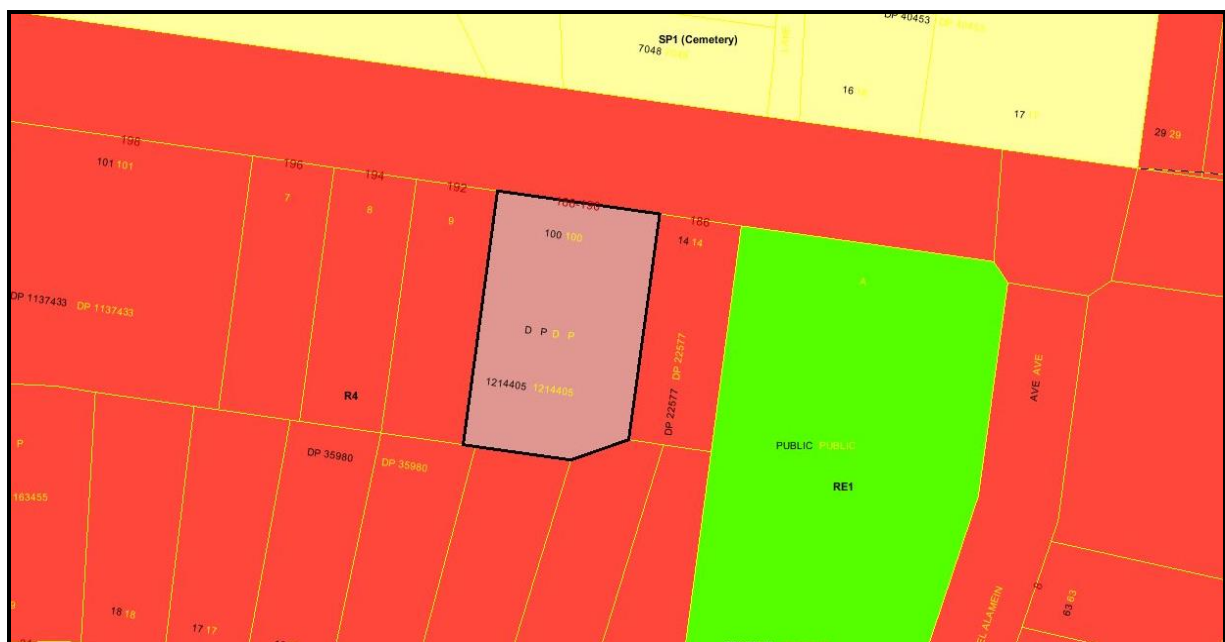 DP 40453
SP1 (Cemetery)
7048
16
17
29 29
198
101 101
196
7
194
8
192
9
188-190
100 100
186
14 14
A
DP 1137433 DP 1137433
D P D P
1214405 1214405
DP 22577 DP 22577
R4
DP 35980 DP 35980
P
163455
PUBLIC PUBLIC
RE1
AVE AVE
EL ALAMEIN
B
63 63
18 18
17 17